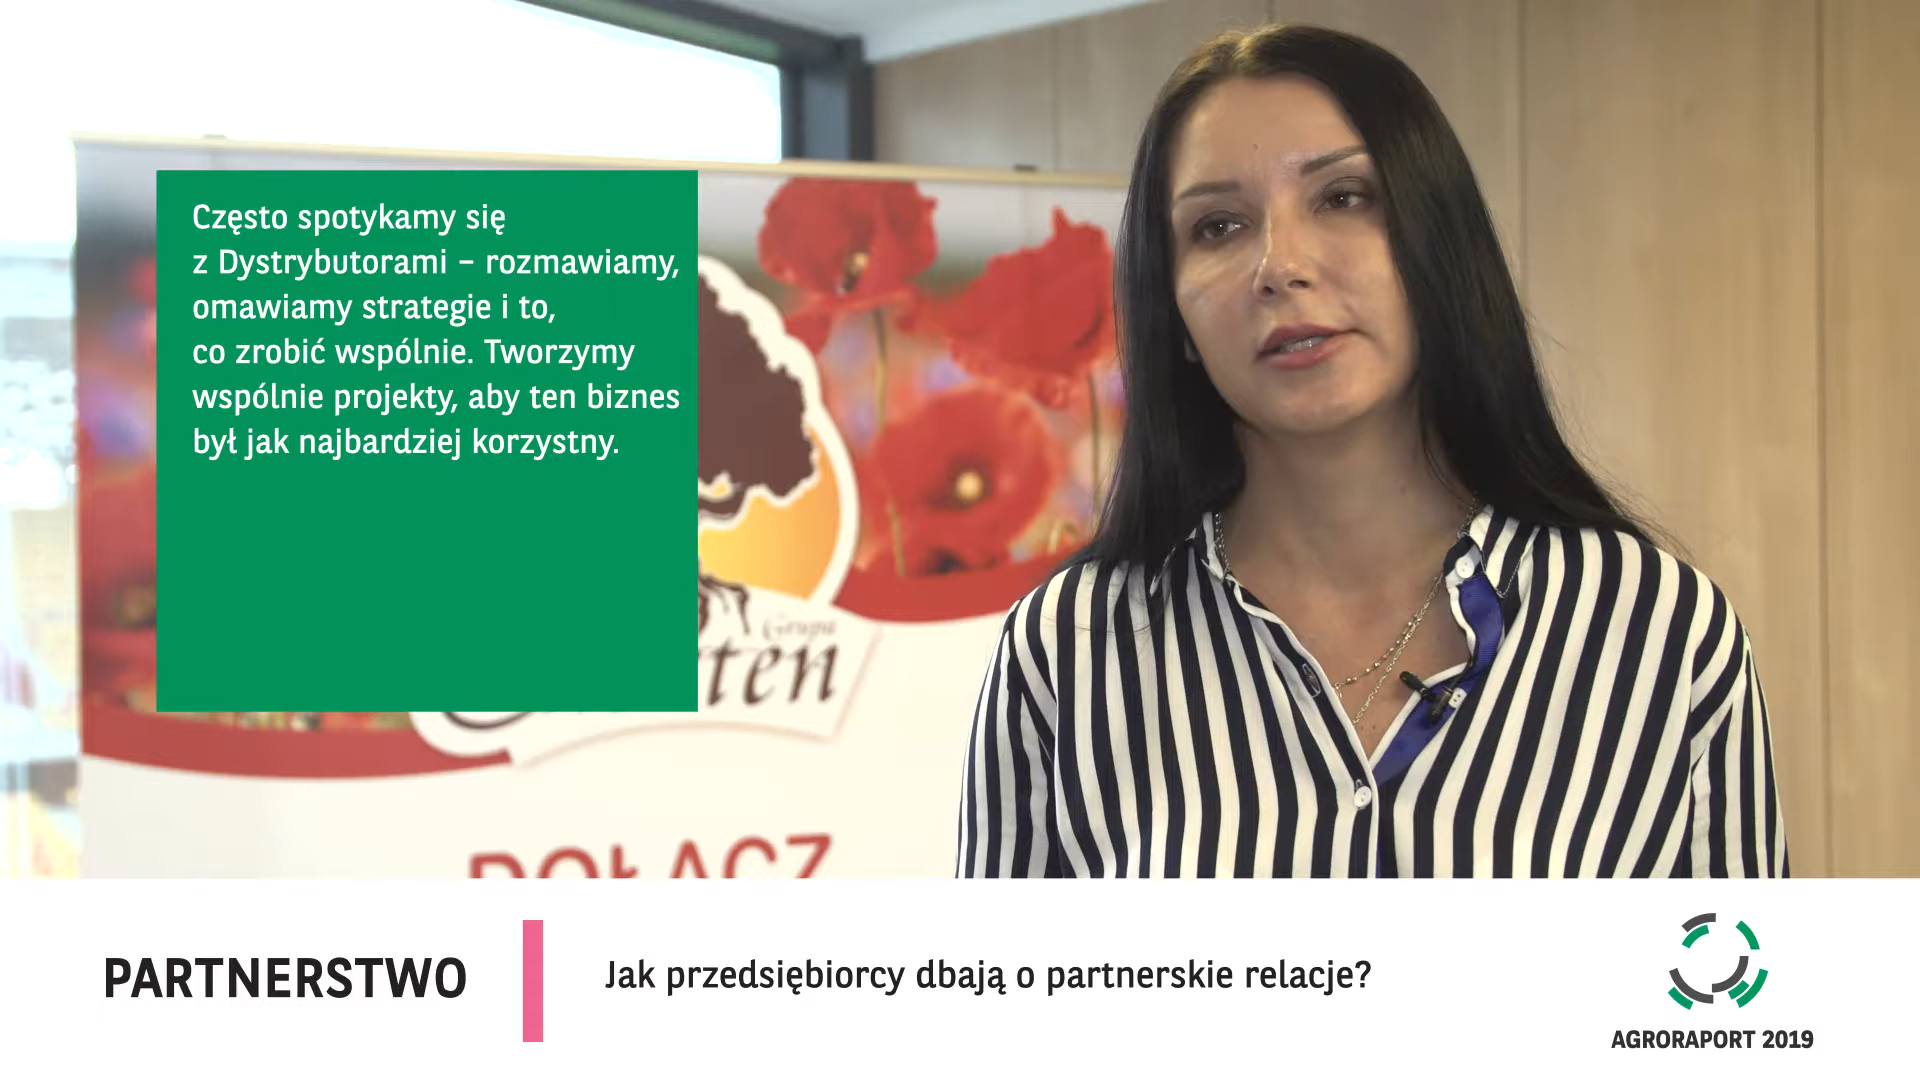 Często spotykamy się
z Dystrybutorami – rozmawiamy,
omawiamy strategie i to,
co zrobić wspólnie. Tworzymy
wspólnie projekty, aby ten biznes
był jak najbardziej korzystny.
Grupa
DOŁĄCZ
PARTNERSTWO
Jak przedsiębiorcy dbają o partnerskie relacje?
AGRORAPORT 2019